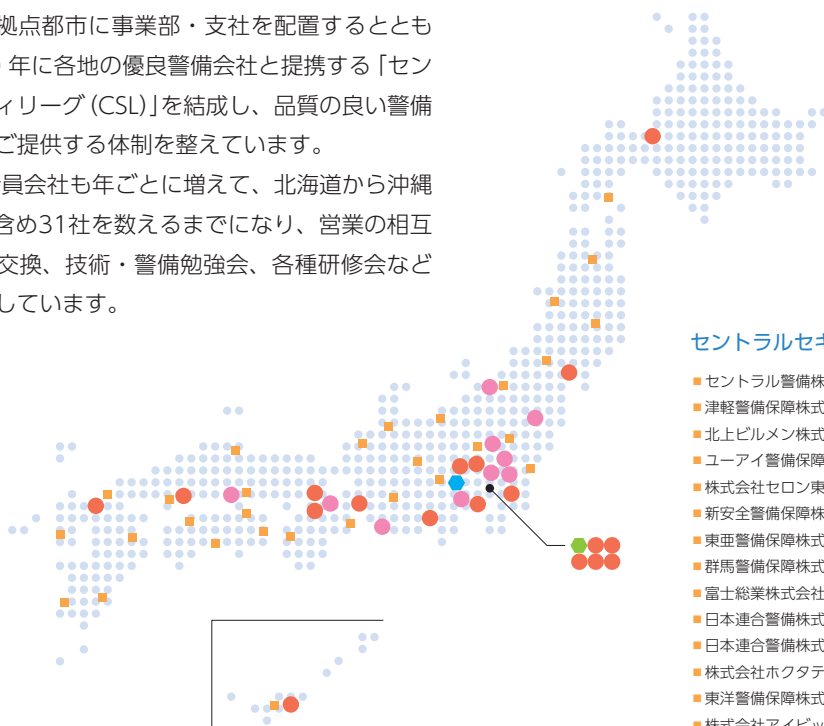 拠点都市に事業部・支社を配置するととも
年に各地の優良警備会社と提携する「セン
ィリーグ(CSL)」を結成し、品質の良い警備
ご提供する体制を整えています。
員会社も年ごとに増えて、北海道から沖縄
含め31社を数えるまでになり、営業の相互
交換、技術・警備勉強会、各種研修会など
しています。
セントラルセキ
セントラル警備株
津軽警備保障株式
北上ビルメン株式
ユーアイ警備保障
株式会社セロン東
新安全警備保障株
東亜警備保障株式
群馬警備保障株式
富士総業株式会社
日本連合警備株式
日本連合警備株式
株式会社ホクタテ
東洋警備保障株式
株式会社アイビッ